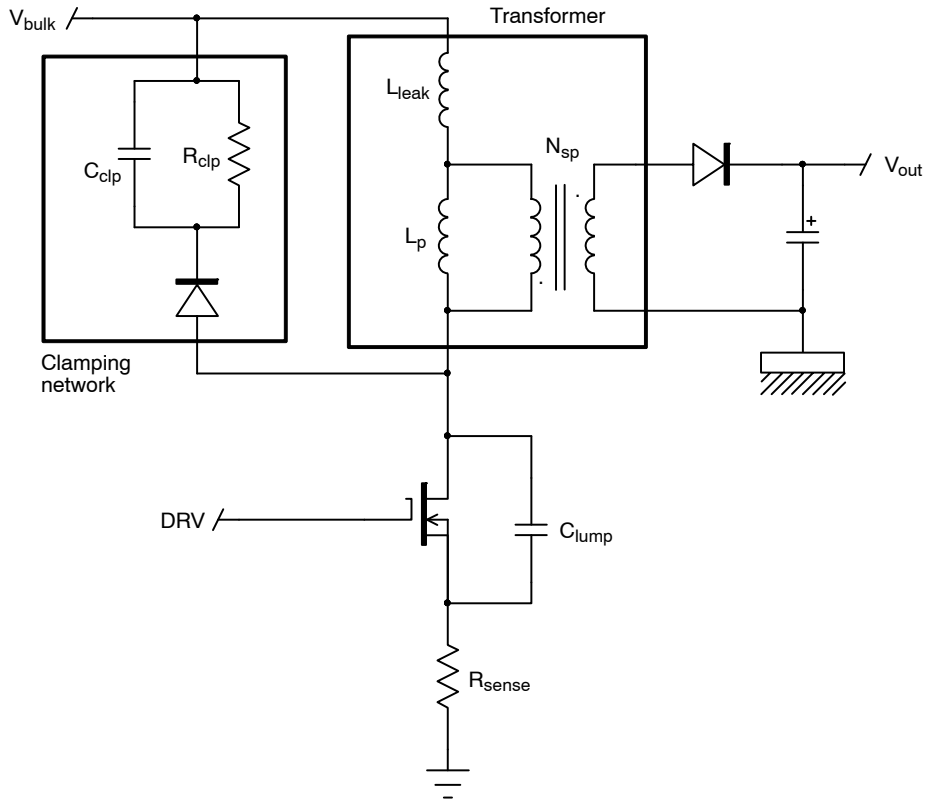 Transformer
Vbulk
Lleak
Nsp
Cclp
Rclp
Vout
+
Lp
Clamping
network
DRV
Clump
Rsense